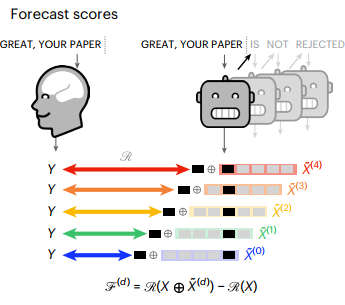 Forecast scores
GREAT, YOUR PAPER
GREAT, YOUR PAPER IS NOT REJECTED
ℛ
Y ⊕ X̃⁽⁴⁾
Y ⊕ X̃⁽³⁾
Y ⊕ X̃⁽²⁾
Y ⊕ X̃⁽¹⁾
Y ⊕ X̃⁽⁰⁾
ℱ⁽ᵈ⁾ = ℛ(X ⊕ X̃⁽ᵈ⁾) − ℛ(X)